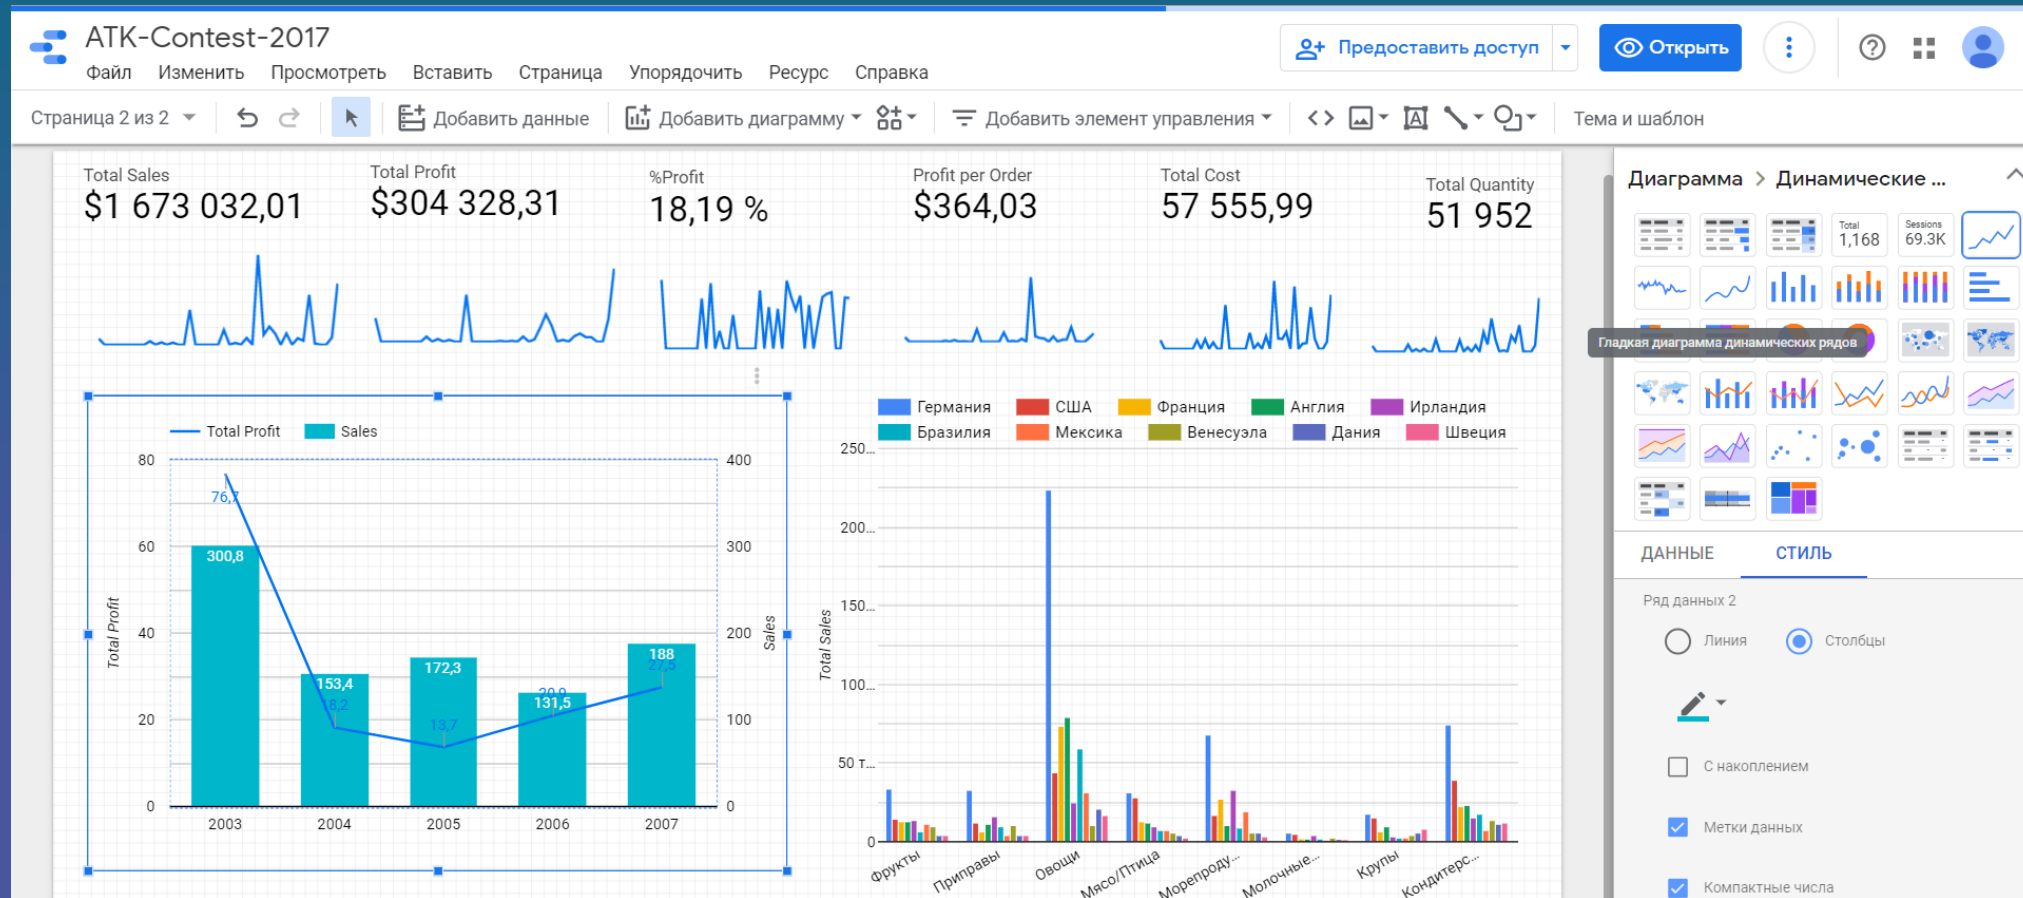 ATK-Contest-2017
Файл Изменить Просмотреть Вставить Страница Упорядочить Ресурс Справка
Предоставить доступ
Открыть
Страница 2 из 2
Добавить данные
Добавить диаграмму
Добавить элемент управления
Тема и шаблон
Total Sales
$1 673 032,01
Total Profit
$304 328,31
%Profit
18,19 %
Profit per Order
$364,03
Total Cost
57 555,99
Total Quantity
51 952
Total Profit Sales
80 400
76,7
60 300
300,8
40 200
188
27,5
172,3
153,4
18,2
20,9
131,5
13,7
20 100
0 0
2003 2004 2005 2006 2007
Total Profit
Sales
Германия США Франция Англия Ирландия
Бразилия Мексика Венесуэла Дания Швеция
250...
200...
150...
100...
50 т...
0
Total Sales
Фрукты Приправы Овощи Мясо/Птица Морепроду... Молочные... Крупы Кондитерс...
Диаграмма > Динамические ...
Total
1,168
Sessions
69.3K
Гладкая диаграмма динамических рядов
ДАННЫЕ СТИЛЬ
Ряд данных 2
Линия Столбцы
С накоплением
Метки данных
Компактные числа